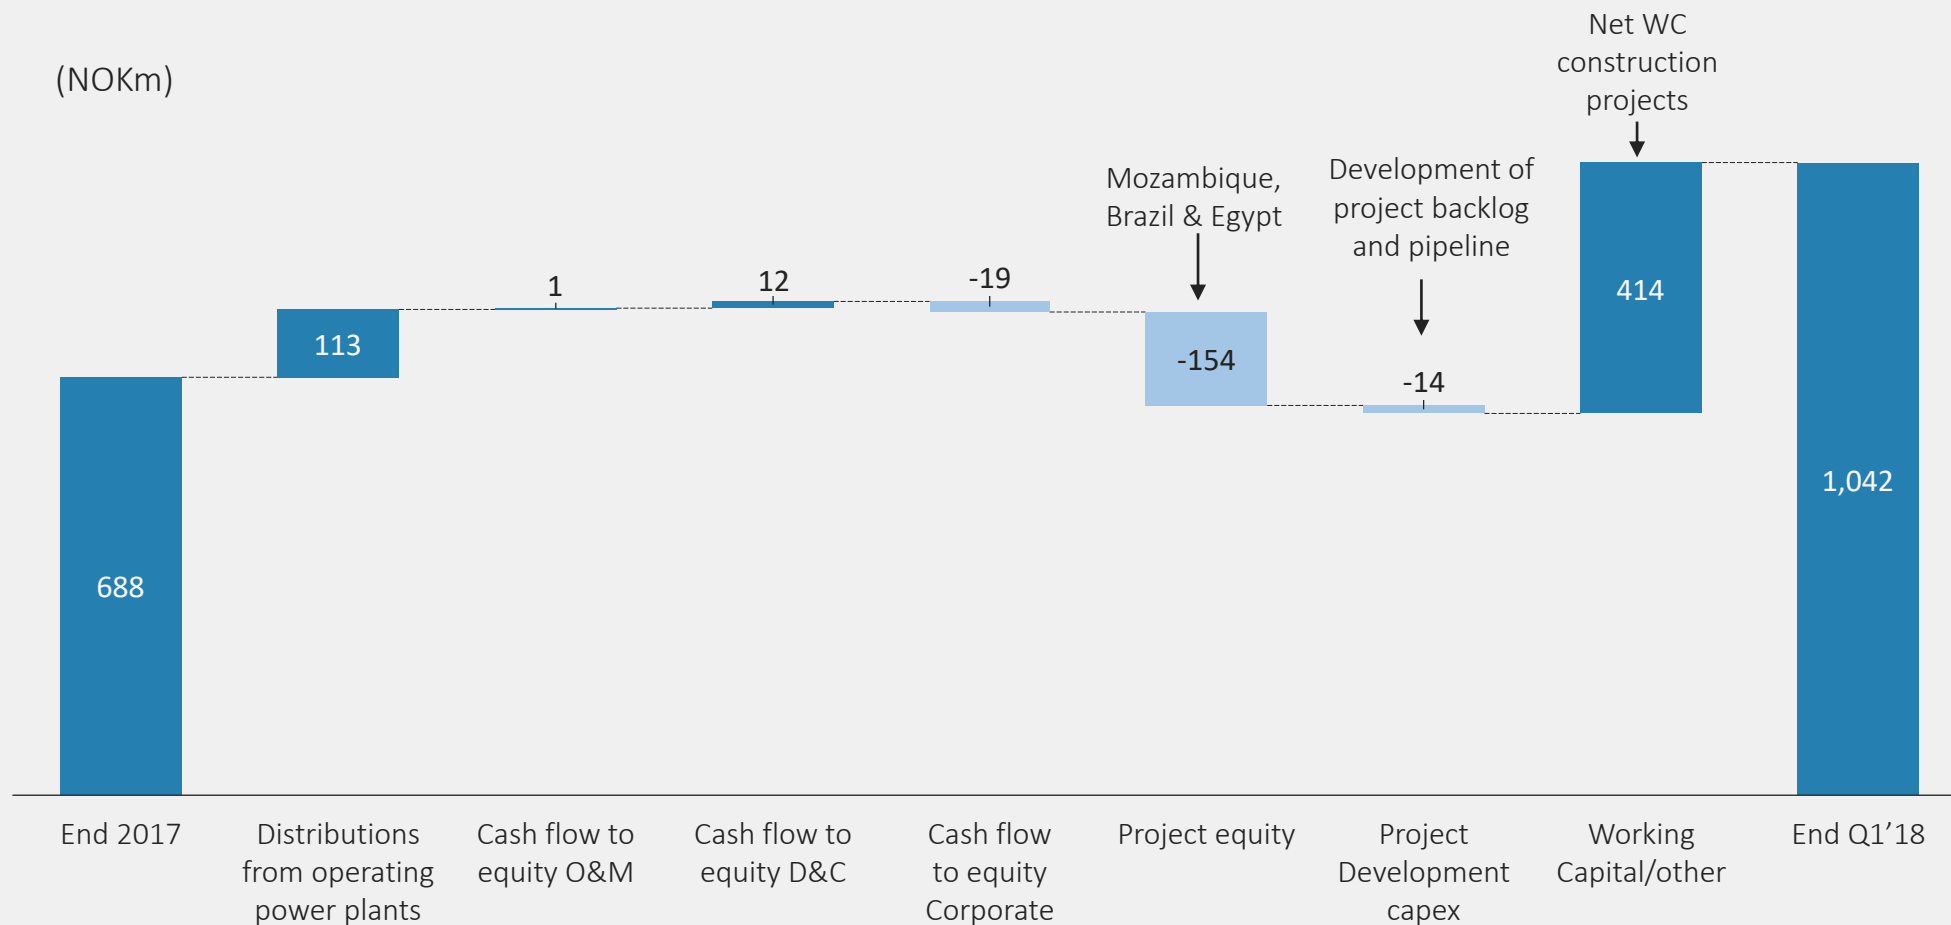 (NOKm)
Net WC
construction
projects
Mozambique,
Brazil & Egypt
Development of
project backlog
and pipeline
688
113
1
12
-19
-154
-14
414
1,042
End 2017
Distributions
from operating
power plants
Cash flow to
equity O&M
Cash flow to
equity D&C
Cash flow
to equity
Corporate
Project equity
Project
Development
capex
Working
Capital/other
End Q1’18